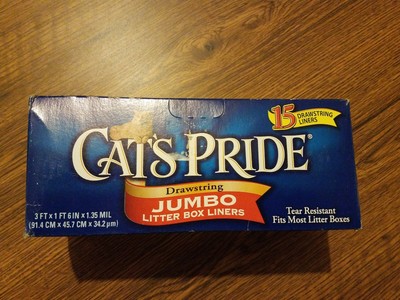 15 DRAWSTRING
LINERS
CAT'S PRIDE®
Drawstring
JUMBO
LITTER BOX LINERS
3 FT X 1 FT 6 IN X 1.35 MIL
(91.4 CM X 45.7 CM X 34.2 µm)
Tear Resistant
Fits Most Litter Boxes